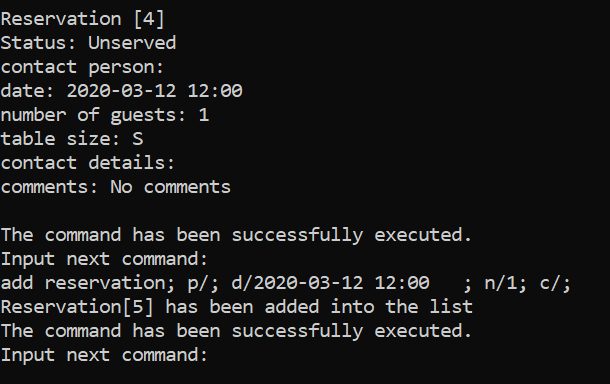 Reservation [4]
Status: Unserved
contact person:
date: 2020-03-12 12:00
number of guests: 1
table size: S
contact details:
comments: No comments

The command has been successfully executed.
Input next command:
add reservation; p/; d/2020-03-12 12:00   ; n/1; c/;
Reservation[5] has been added into the list
The command has been successfully executed.
Input next command: